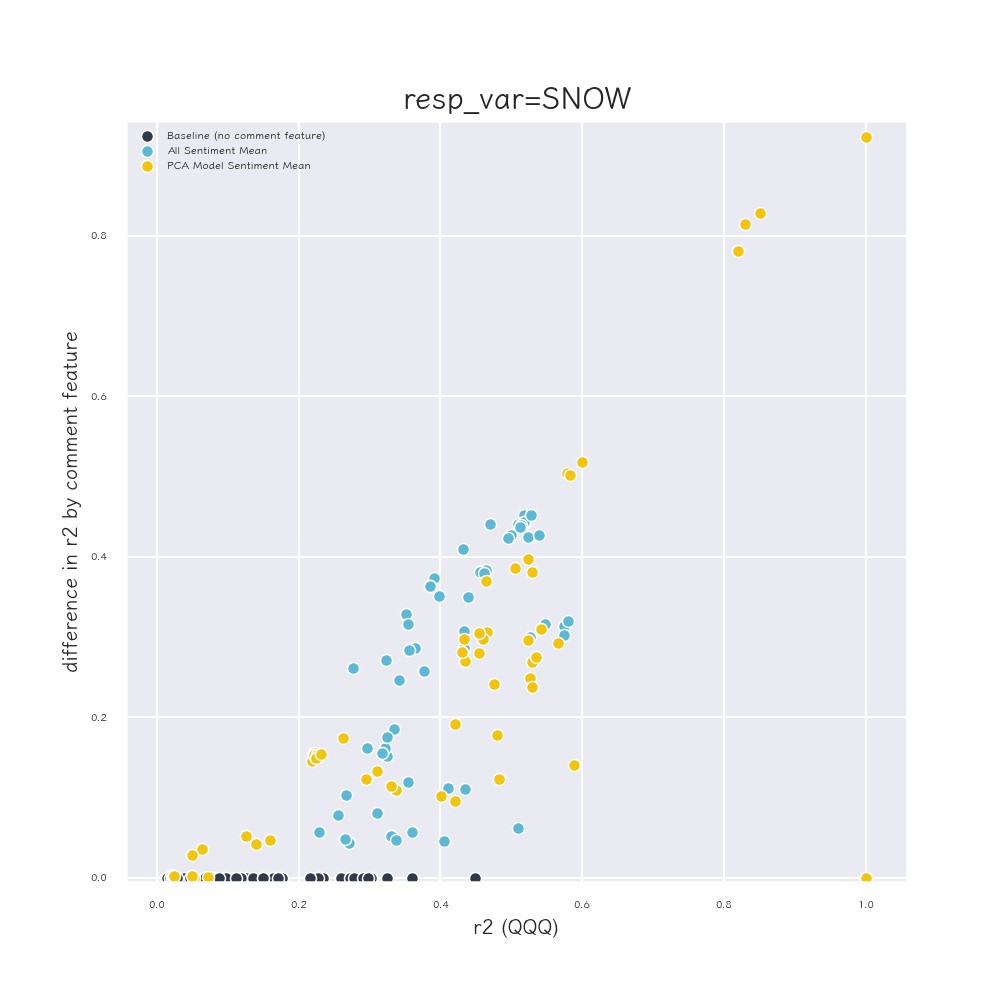 resp_var=SNOW
Baseline (no comment feature)
All Sentiment Mean
PCA Model Sentiment Mean
difference in r2 by comment feature
0.8
0.6
0.4
0.2
0.0
0.0 0.2 0.4 0.6 0.8 1.0
r2 (QQQ)